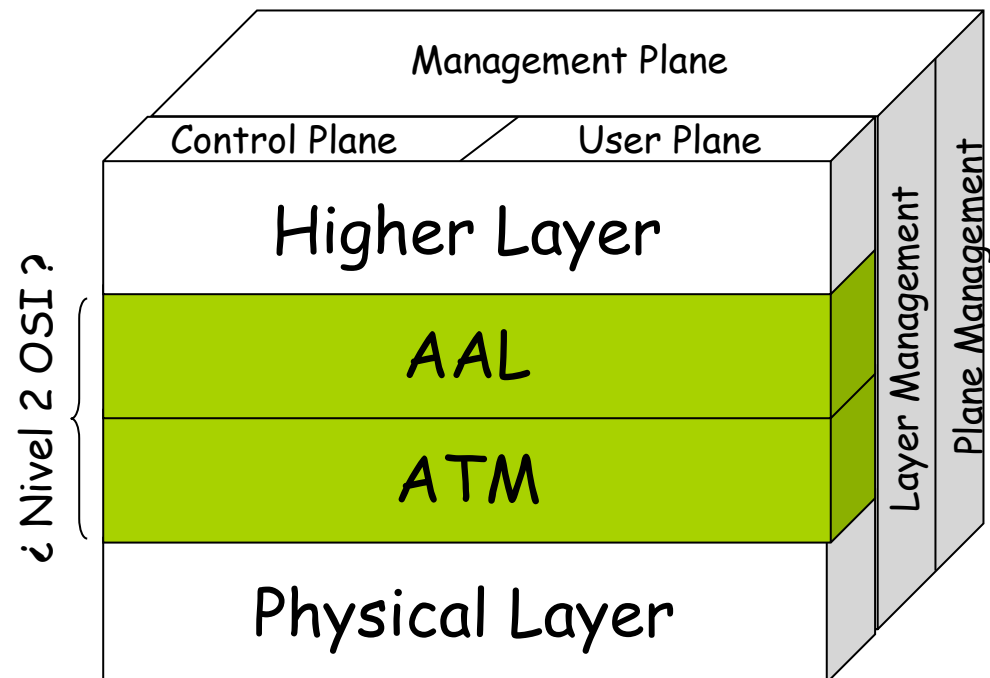 Management Plane
Control Plane
User Plane
Higher Layer
AAL
ATM
Physical Layer
¿ Nivel 2 OSI ?
Layer Management
Plane Management